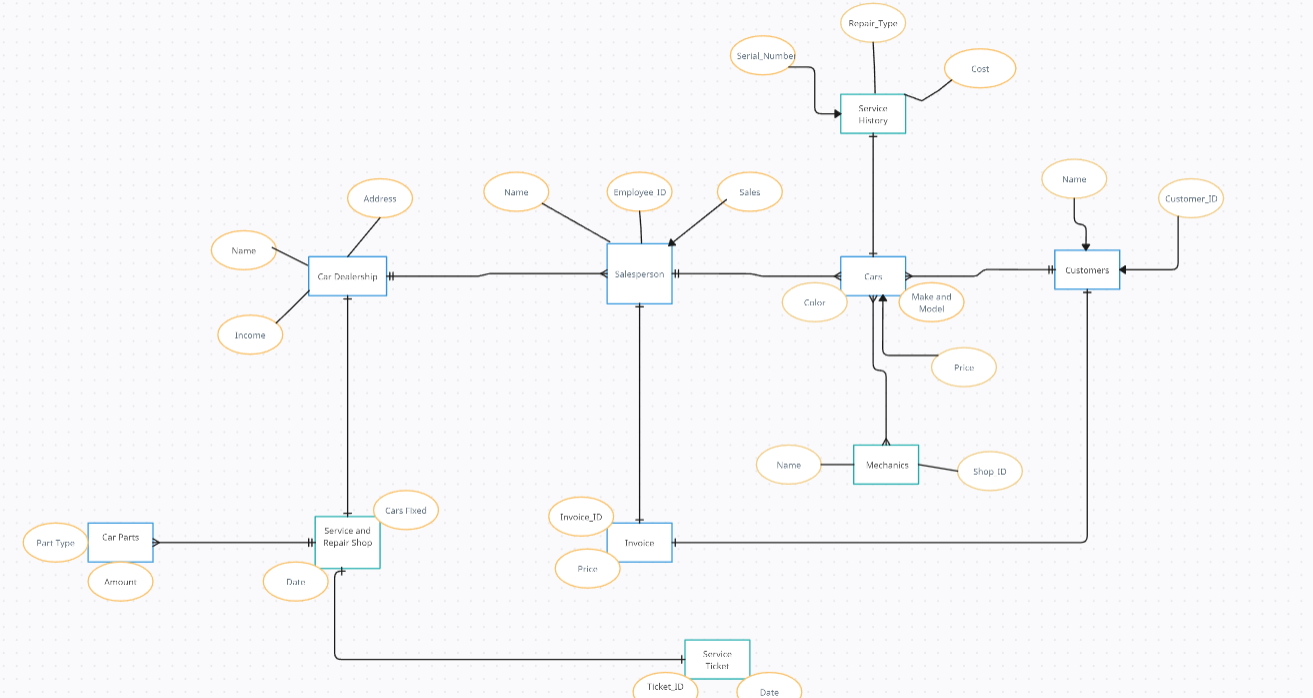 Repair_Type
Serial_Number
Cost
Service
History
Name
Customer_ID
Name
Employee ID
Sales
Address
Name
Car Dealership
Salesperson
Cars
Customers
Color
Make and
Model
Income
Price
Name
Mechanics
Shop ID
Cars Fixed
Invoice_ID
Part Type
Car Parts
Service and
Repair Shop
Invoice
Price
Amount
Date
Service
Ticket
Ticket_ID
Date